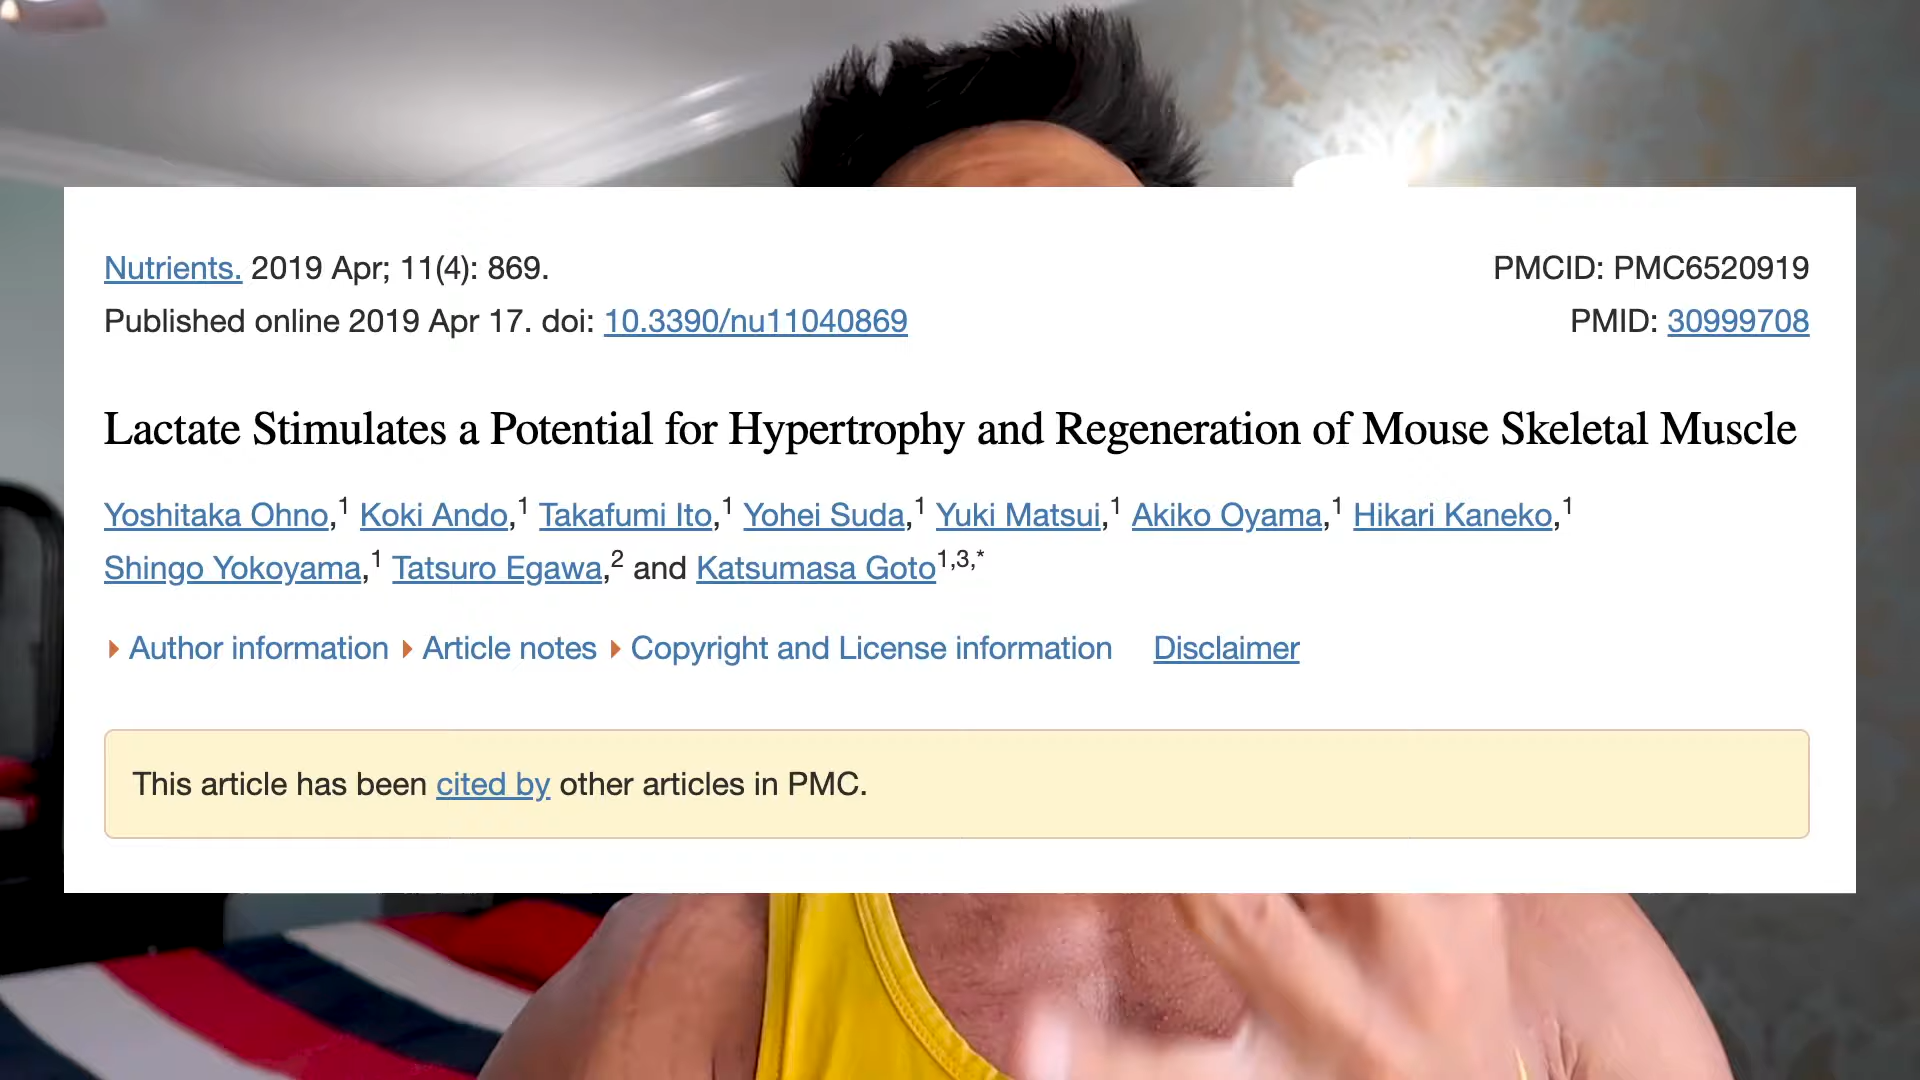 Nutrients. 2019 Apr; 11(4): 869.
PMCID: PMC6520919
Published online 2019 Apr 17. doi: 10.3390/nu11040869
PMID: 30999708
Lactate Stimulates a Potential for Hypertrophy and Regeneration of Mouse Skeletal Muscle
Yoshitaka Ohno,1 Koki Ando,1 Takafumi Ito,1 Yohei Suda,1 Yuki Matsui,1 Akiko Oyama,1 Hikari Kaneko,1
Shingo Yokoyama,1 Tatsuro Egawa,2 and Katsumasa Goto1,3,*
Author information Article notes Copyright and License information Disclaimer
This article has been cited by other articles in PMC.